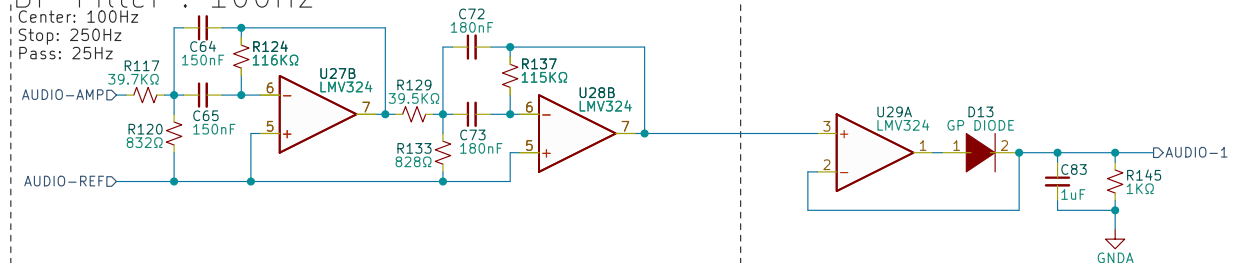 BP Filter : 100Hz
Center: 100Hz
Stop: 250Hz
Pass: 25Hz
C64
150nF
R124
116KΩ
R117
39.7KΩ
AUDIO-AMP
C65
150nF
R120
832Ω
AUDIO-REF
U27B
LMV324
6
5
7
−
+
R129
39.5KΩ
C72
180nF
R137
115KΩ
C73
180nF
R133
828Ω
U28B
LMV324
6
5
7
−
+
U29A
LMV324
3
2
1
+
−
D13
GP DIODE
1
2
AUDIO-1
C83
1uF
R145
1KΩ
GNDA